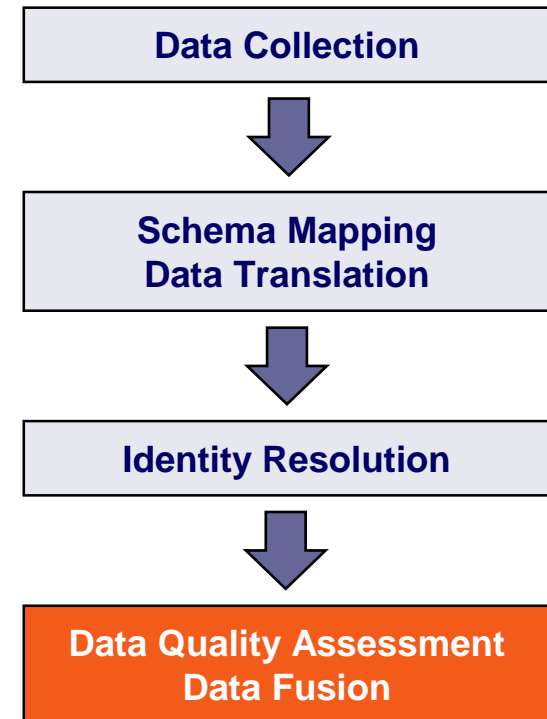 Data Collection
Schema Mapping
Data Translation
Identity Resolution
Data Quality Assessment
Data Fusion